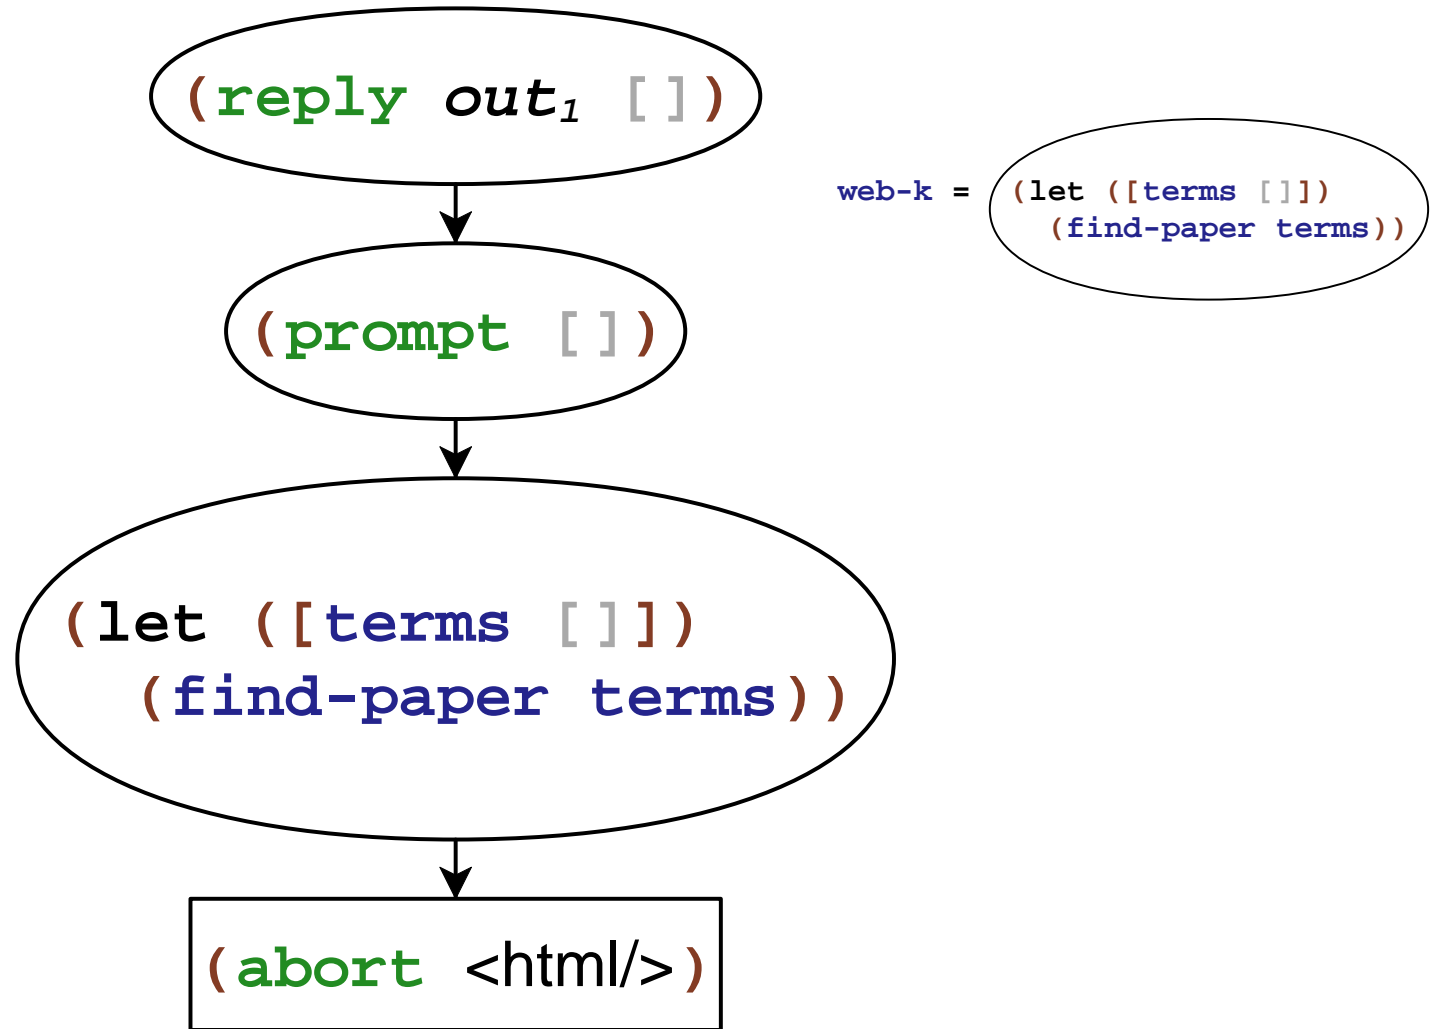 (reply out₁ [])
web-k = (let ([terms []])
(find-paper terms))
(prompt [])
(let ([terms []])
(find-paper terms))
(abort <html/>)